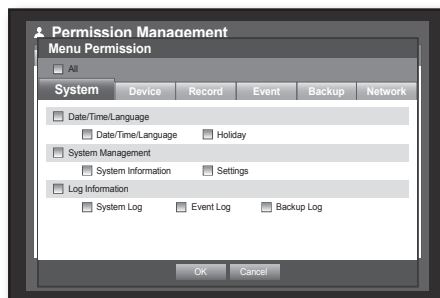 Permission Management
Menu Permission
All
System Device Record Event Backup Network
Date/Time/Language
Date/Time/Language Holiday
System Management
System Information Settings
Log Information
System Log Event Log Backup Log
OK Cancel